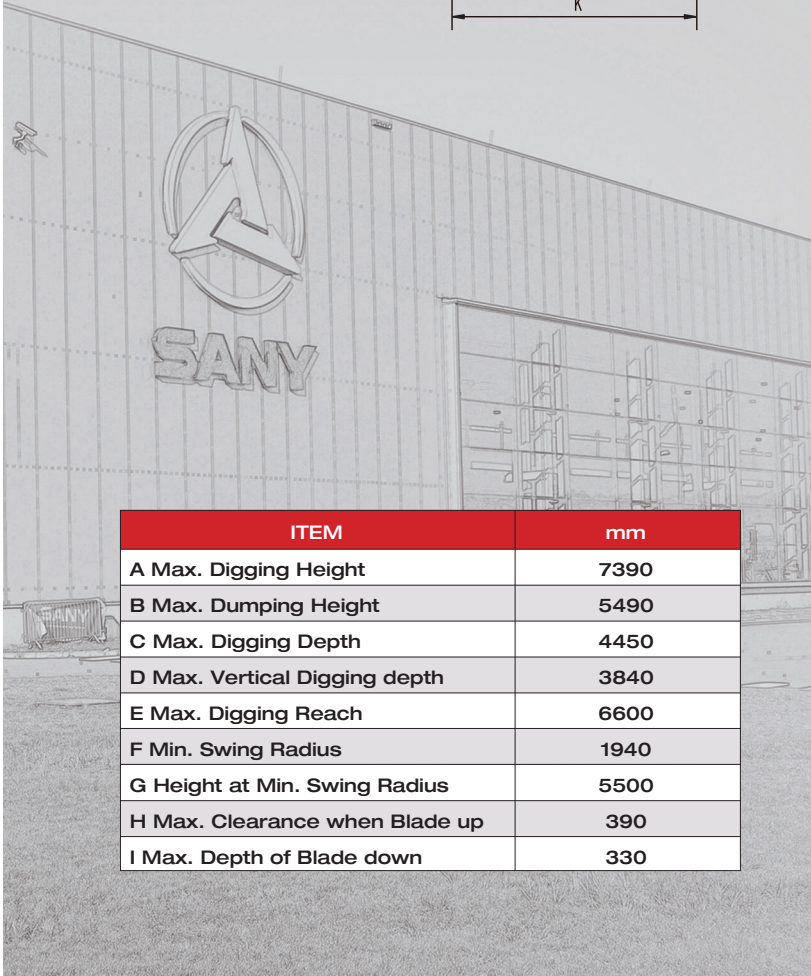 K
SANY
ITEM mm
A Max. Digging Height 7390
B Max. Dumping Height 5490
C Max. Digging Depth 4450
D Max. Vertical Digging depth 3840
E Max. Digging Reach 6600
F Min. Swing Radius 1940
G Height at Min. Swing Radius 5500
H Max. Clearance when Blade up 390
SANY
I Max. Depth of Blade down 330